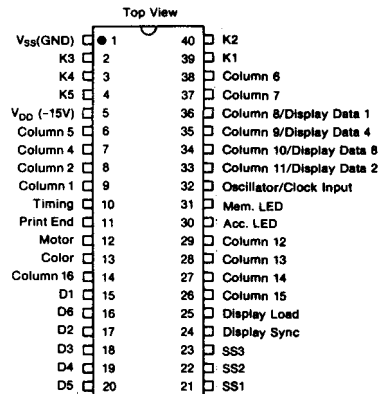 Top View
V_SS(GND) 1 40 K2
K3 2 39 K1
K4 3 38 Column 6
K5 4 37 Column 7
V_DD (-15V) 5 36 Column 8/Display Data 1
Column 5 6 35 Column 9/Display Data 4
Column 4 7 34 Column 10/Display Data 8
Column 2 8 33 Column 11/Display Data 2
Column 1 9 32 Oscillator/Clock Input
Timing 10 31 Mem. LED
Print End 11 30 Acc. LED
Motor 12 29 Column 12
Color 13 28 Column 13
Column 16 14 27 Column 14
D1 15 26 Column 15
D6 16 25 Display Load
D2 17 24 Display Sync
D3 18 23 SS3
D4 19 22 SS2
D5 20 21 SS1